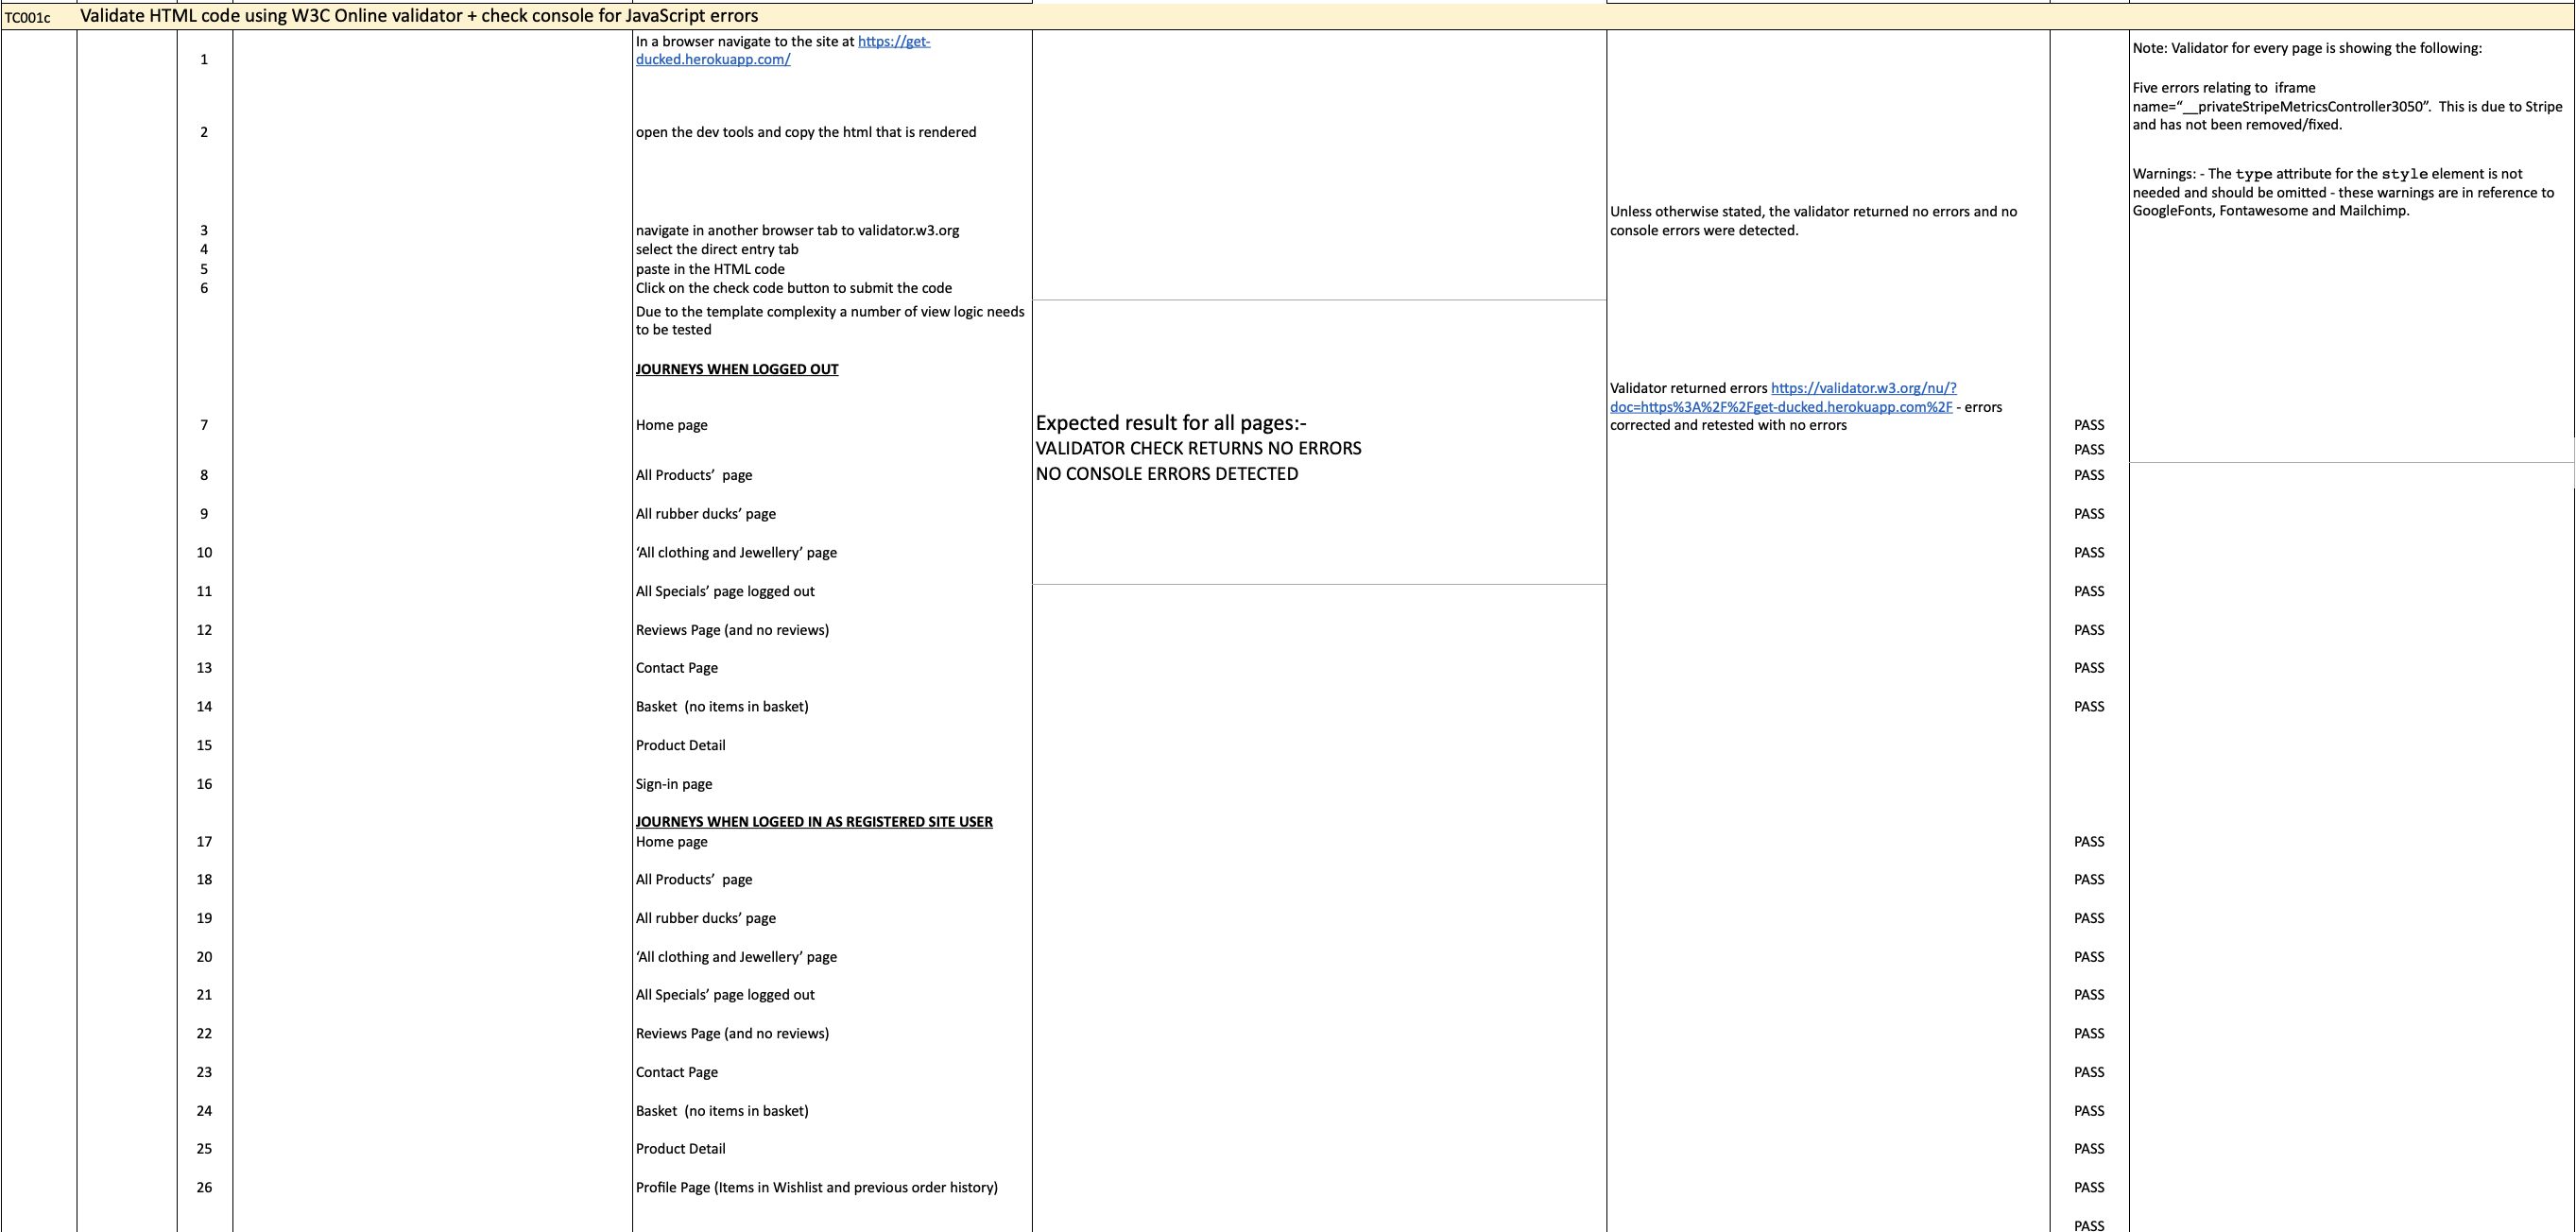 TC001c Validate HTML code using W3C Online validator + check console for JavaScript errors
1
In a browser navigate to the site at https://get-
ducked.herokuapp.com/
Note: Validator for every page is showing the following:
Five errors relating to  iframe
name="__privateStripeMetricsController3050".  This is due to Stripe
and has not been removed/fixed.
Warnings: - The type attribute for the style element is not
needed and should be omitted - these warnings are in reference to
GoogleFonts, Fontawesome and Mailchimp.
2 open the dev tools and copy the html that is rendered
Unless otherwise stated, the validator returned no errors and no
console errors were detected.
3 navigate in another browser tab to validator.w3.org
4 select the direct entry tab
5 paste in the HTML code
6 Click on the check code button to submit the code
Due to the template complexity a number of view logic needs
to be tested
JOURNEYS WHEN LOGGED OUT
Validator returned errors https://validator.w3.org/nu/?
doc=https%3A%2F%2Fget-ducked.herokuapp.com%2F - errors
corrected and retested with no errors
7 Home page PASS
Expected result for all pages:-
VALIDATOR CHECK RETURNS NO ERRORS
NO CONSOLE ERRORS DETECTED
PASS
8 All Products’  page PASS
9 All rubber ducks’ page PASS
10 ‘All clothing and Jewellery’ page PASS
11 All Specials’ page logged out PASS
12 Reviews Page (and no reviews) PASS
13 Contact Page PASS
14 Basket  (no items in basket) PASS
15 Product Detail
16 Sign-in page
JOURNEYS WHEN LOGEED IN AS REGISTERED SITE USER
17 Home page PASS
18 All Products’  page PASS
19 All rubber ducks’ page PASS
20 ‘All clothing and Jewellery’ page PASS
21 All Specials’ page logged out PASS
22 Reviews Page (and no reviews) PASS
23 Contact Page PASS
24 Basket  (no items in basket) PASS
25 Product Detail PASS
26 Profile Page (Items in Wishlist and previous order history) PASS
PASS